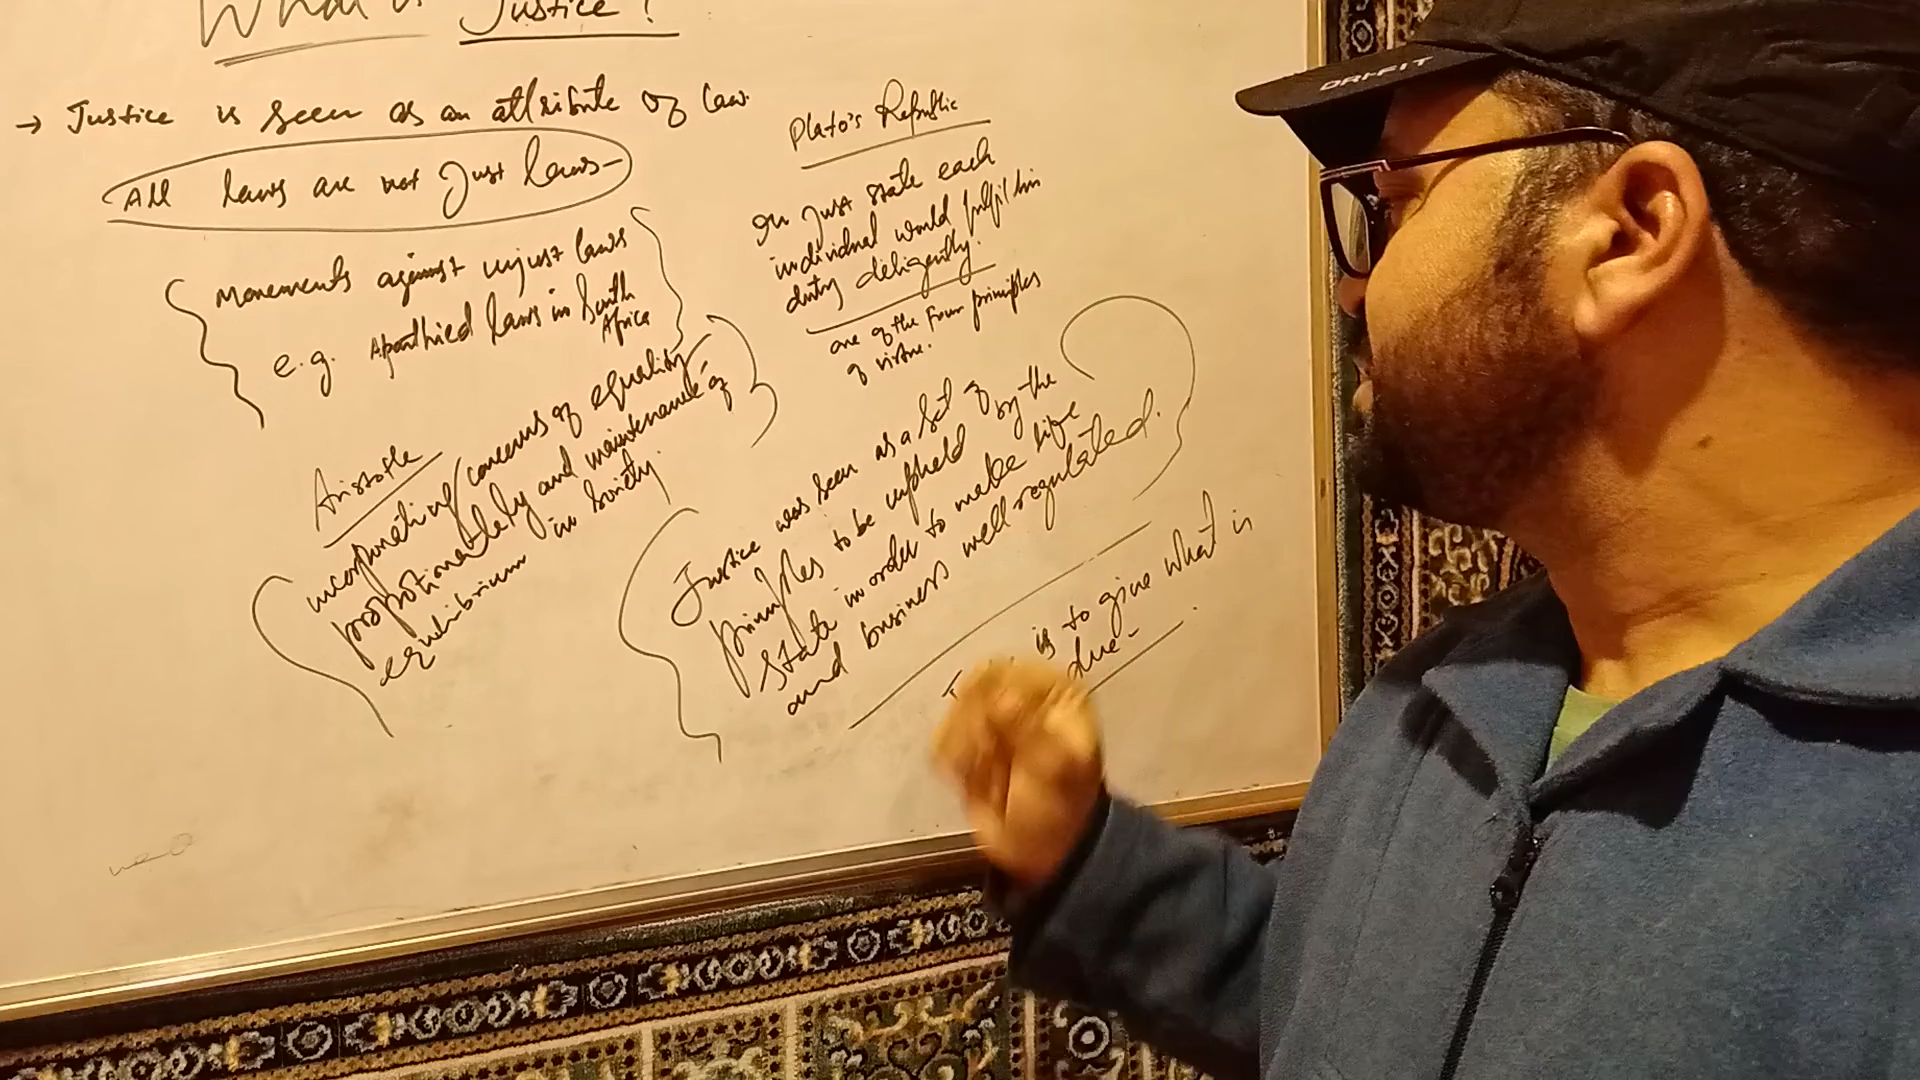 What is Justice?
→ Justice is seen as an attribute of law.
All laws are not Just laws-
Movements against unjust laws
e.g. Aparthied laws in South
Africa
Aristotle
incorporating concerns of equality
proportionately and maintenance of
equilibrium in society.
Plato's Republic
In Just state each
individual would fulfil his
duty deligently.
one of the four principles
of virtue.
Justice was seen as a set of
principles to be upheld by the
state in order to make life
and business well regulated.
is to give what is
due-
DRI-FIT